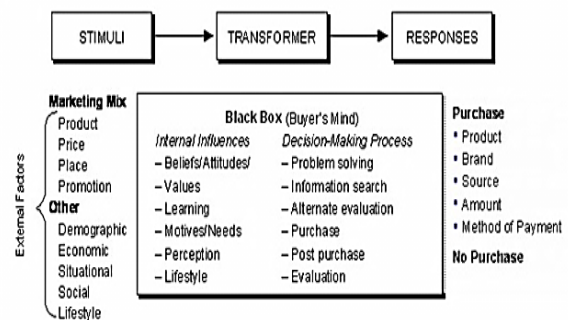 STIMULI
TRANSFORMER
RESPONSES
External Factors
Marketing Mix
Product
Price
Place
Promotion
Other
Demographic
Economic
Situational
Social
Lifestyle
Black Box (Buyer's Mind)
Internal Influences
– Beliefs/Attitudes/
– Values
– Learning
– Motives/Needs
– Perception
– Lifestyle
Decision-Making Process
– Problem solving
– Information search
– Alternate evaluation
– Purchase
– Post purchase
– Evaluation
Purchase
• Product
• Brand
• Source
• Amount
• Method of Payment
No Purchase